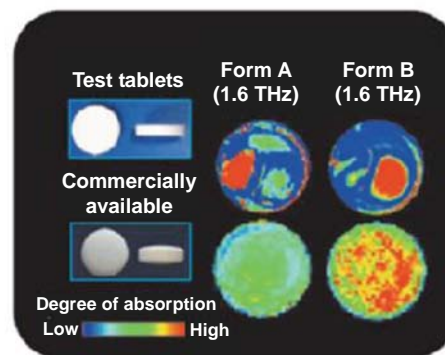 Test tablets
Form A
(1.6 THz)
Form B
(1.6 THz)
Commercially
available
Degree of absorption
Low
High